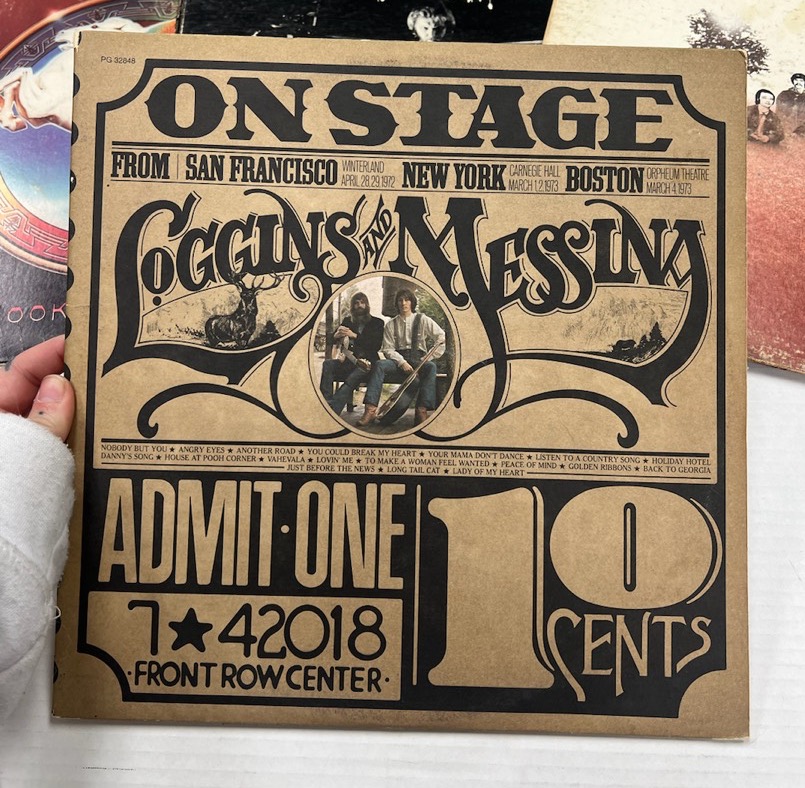 PG 32848
ON STAGE
FROM SAN FRANCISCO WINTERLAND APRIL 28,29,1972 NEW YORK CARNEGIE HALL MARCH 1,2,1973 BOSTON ORPHEUM THEATRE MARCH 4,1973
LOGGINS AND MESSINA
NOBODY BUT YOU ★ ANGRY EYES ★ ANOTHER ROAD ★ YOU COULD BREAK MY HEART ★ YOUR MAMA DON'T DANCE ★ LISTEN TO A COUNTRY SONG ★ HOLIDAY HOTEL
DANNY'S SONG ★ HOUSE AT POOH CORNER ★ VAHEVALA ★ LOVIN' ME ★ TO MAKE A WOMAN FEEL WANTED ★ PEACE OF MIND ★ GOLDEN RIBBONS ★ BACK TO GEORGIA
JUST BEFORE THE NEWS ★ LONG TAIL CAT ★ LADY OF MY HEART
ADMIT·ONE
10 CENTS
7★42018
·FRONT ROW CENTER·
OOK